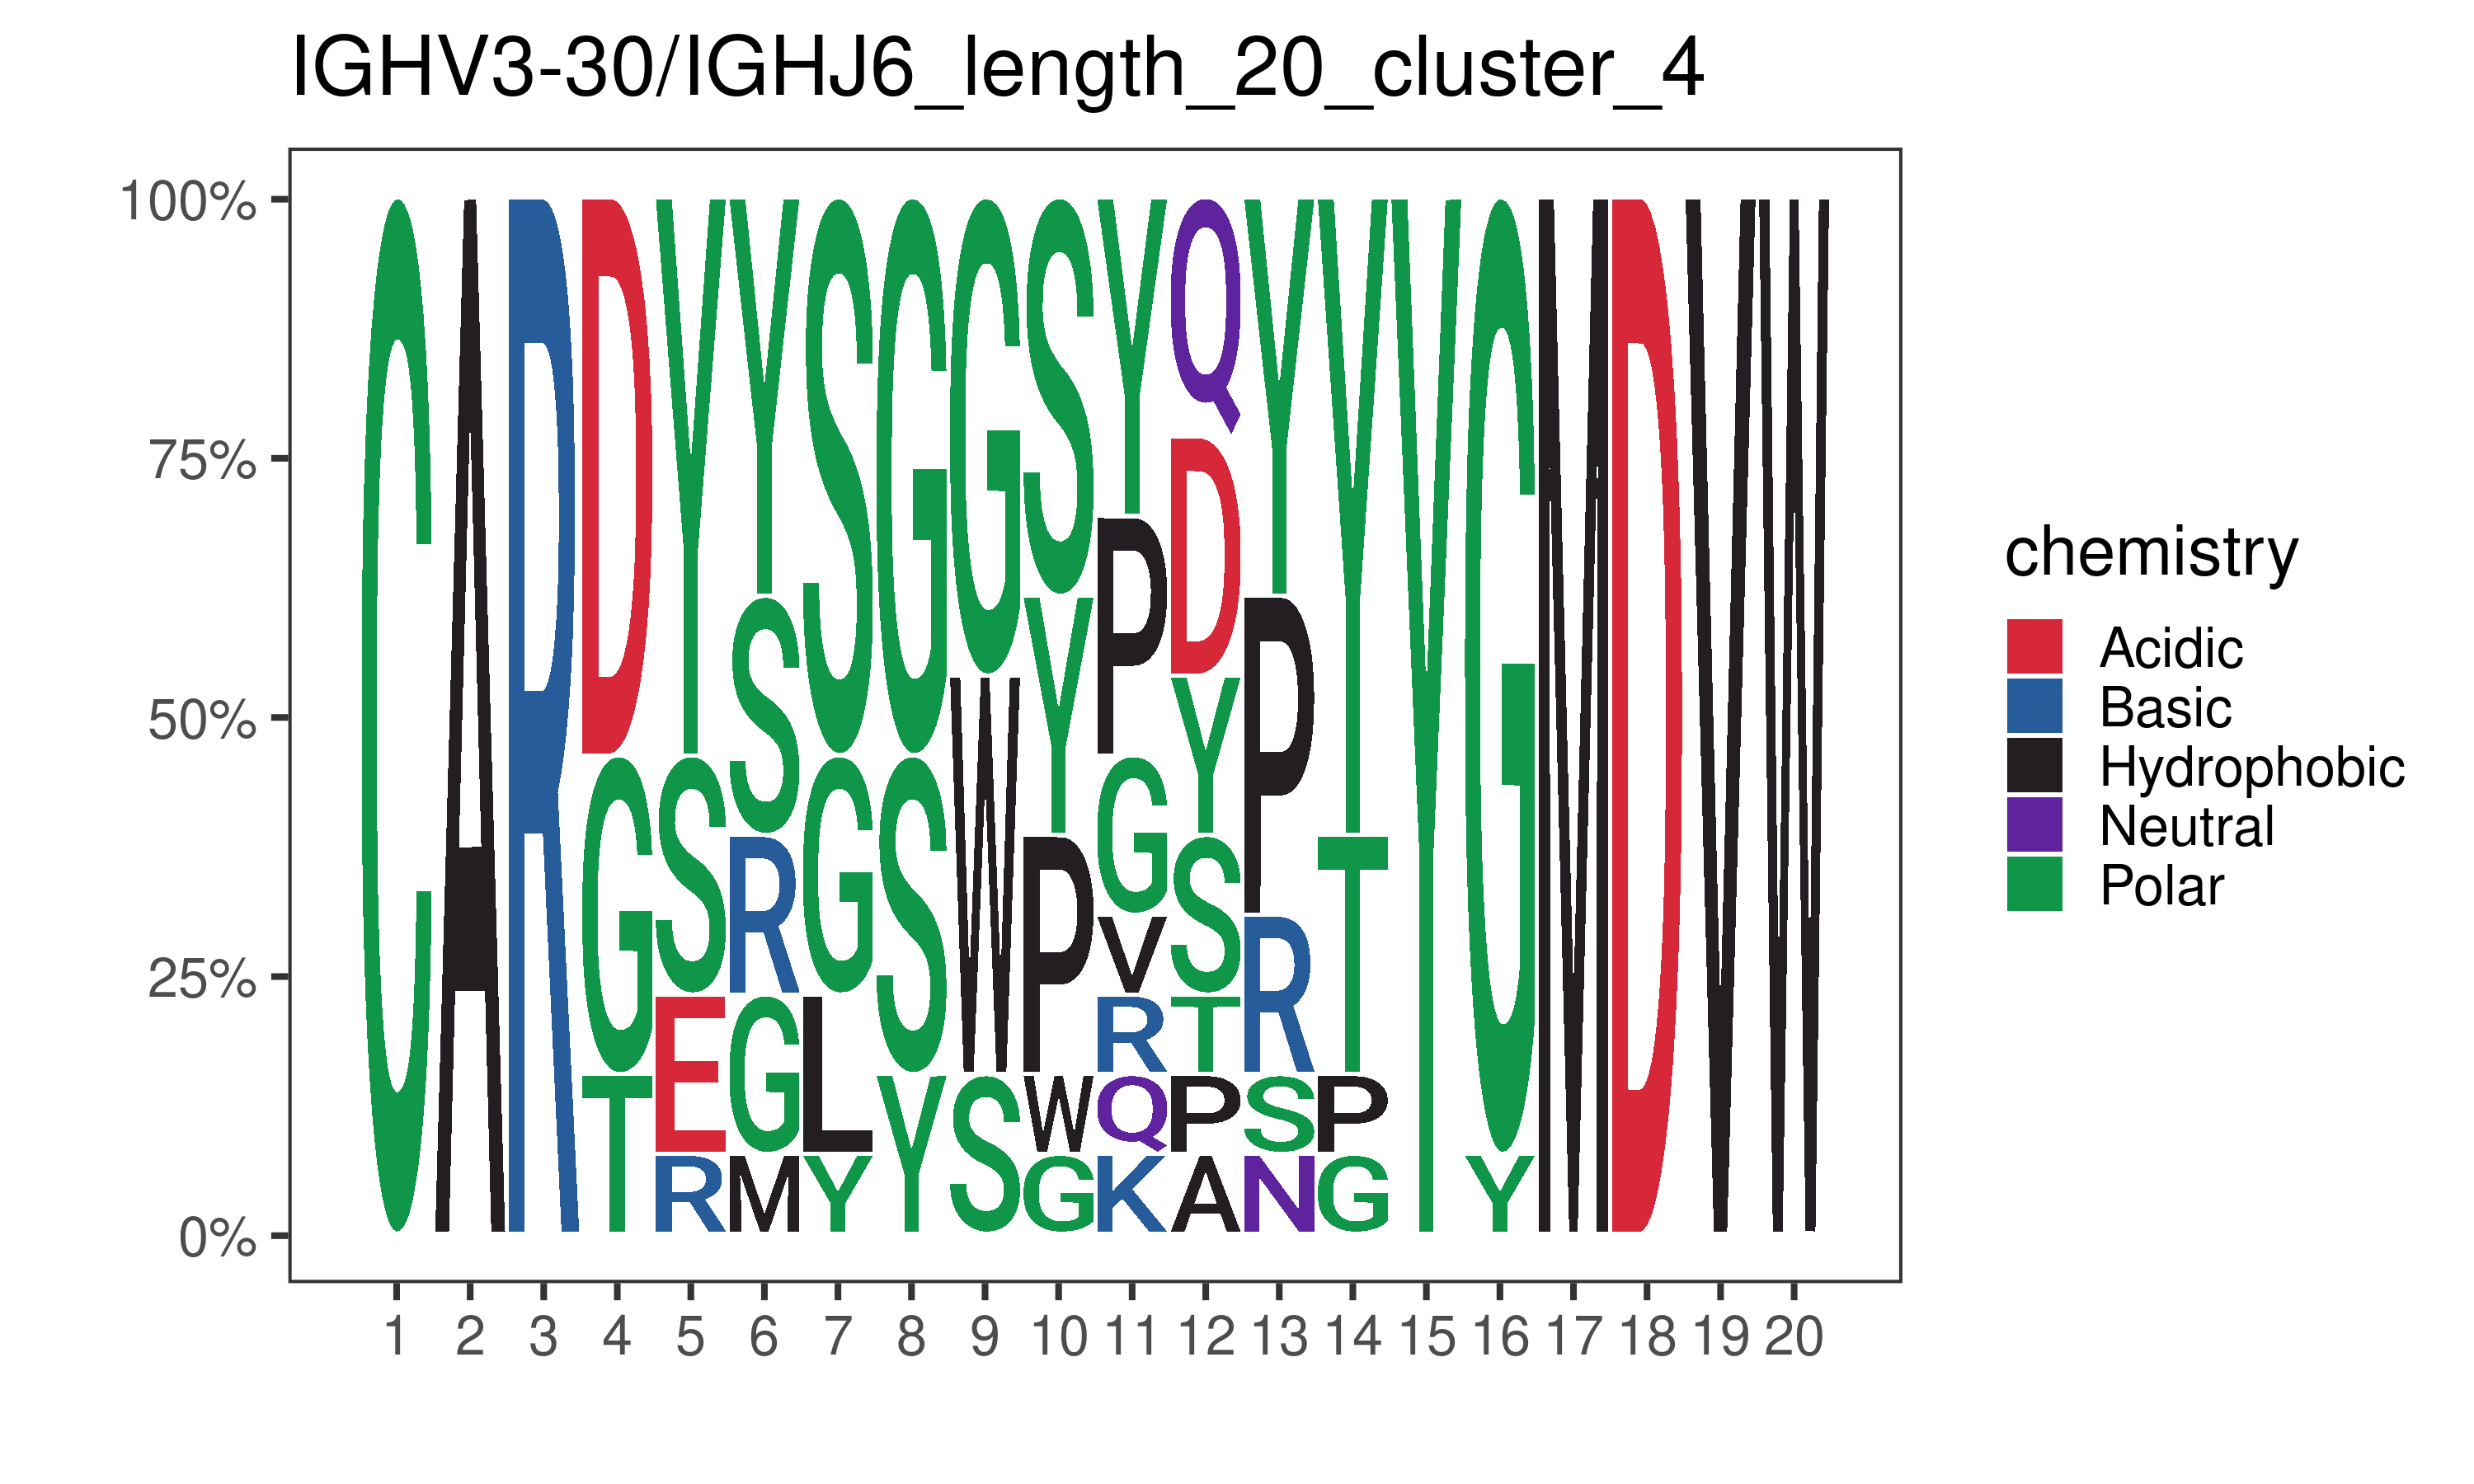 IGHV3-30/IGHJ6_length_20_cluster_4
100%
75%
50%
25%
0%
C
A
R
D G T
Y S E R
Y S R G M
S G L Y
G S Y
G W S
S Y P W G
Y P G V R Q K
Q D Y S T P A
Y P R S N
Y T P G
Y
G Y
M
D
V
W
1 2 3 4 5 6 7 8 9 10 11 12 13 14 15 16 17 18 19 20
chemistry
Acidic
Basic
Hydrophobic
Neutral
Polar